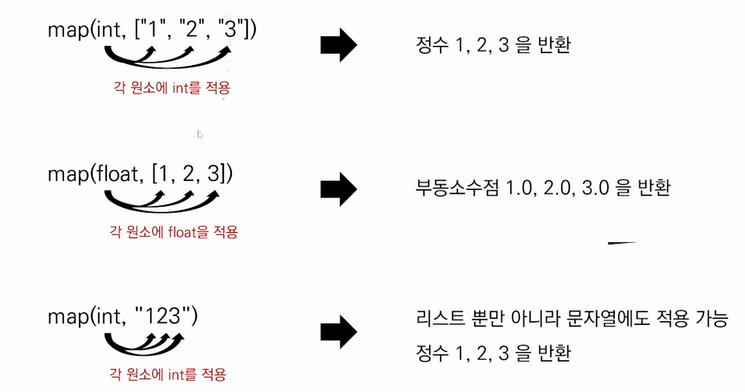 map(int, ["1", "2", "3"])
정수 1, 2, 3 을 반환
각 원소에 int를 적용
map(float, [1, 2, 3])
부동소수점 1.0, 2.0, 3.0 을 반환
각 원소에 float을 적용
map(int, "123")
리스트 뿐만 아니라 문자열에도 적용 가능
정수 1, 2, 3 을 반환
각 원소에 int를 적용